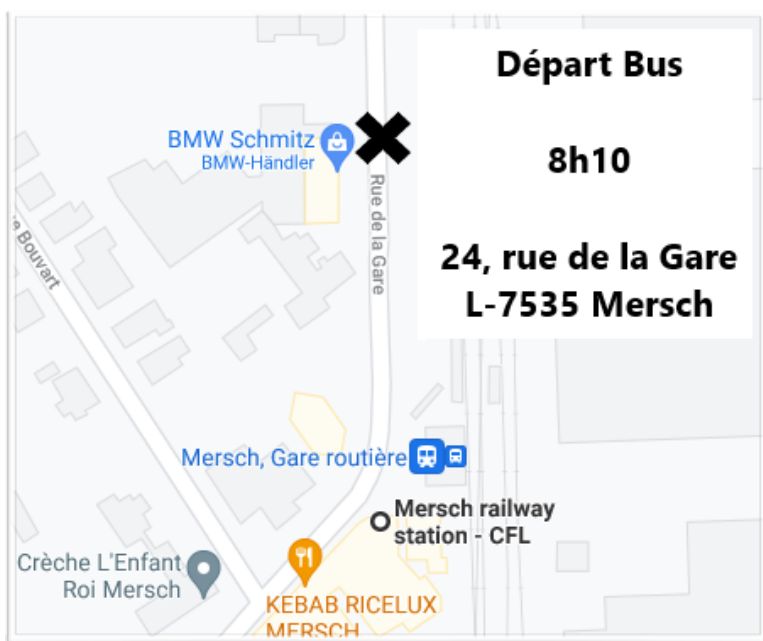 Départ Bus
8h10
24, rue de la Gare
L-7535 Mersch
BMW Schmitz
BMW-Händler
Rue de la Gare
e Bouvart
Mersch, Gare routière
Mersch railway
station - CFL
Crèche L'Enfant
Roi Mersch
KEBAB RICELUX
MERSCH